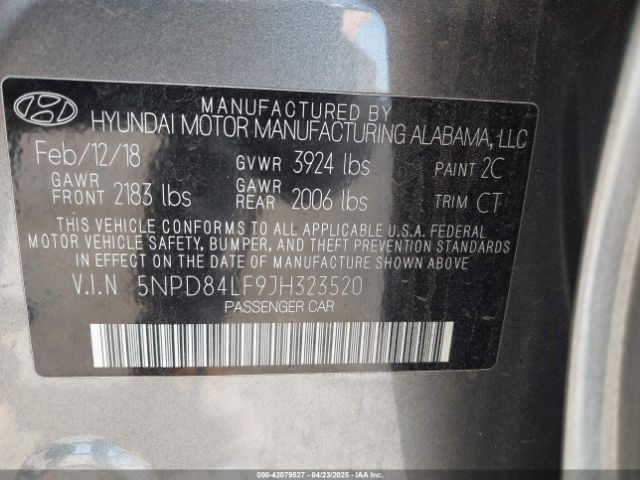 MANUFACTURED BY
HYUNDAI MOTOR MANUFACTURING ALABAMA, LLC
Feb/12/18 GVWR 3924 lbs PAINT 2C
GAWR FRONT 2183 lbs GAWR REAR 2006 lbs TRIM CT
THIS VEHICLE CONFORMS TO ALL APPLICABLE U.S.A. FEDERAL
MOTOR VEHICLE SAFETY, BUMPER, AND THEFT PREVENTION STANDARDS
IN EFFECT ON THE DATE OF MANUFACTURE SHOWN ABOVE.
V.I.N 5NPD84LF9JH323520
PASSENGER CAR
000-42079527 - 04/23/2025 - IAAI.COM